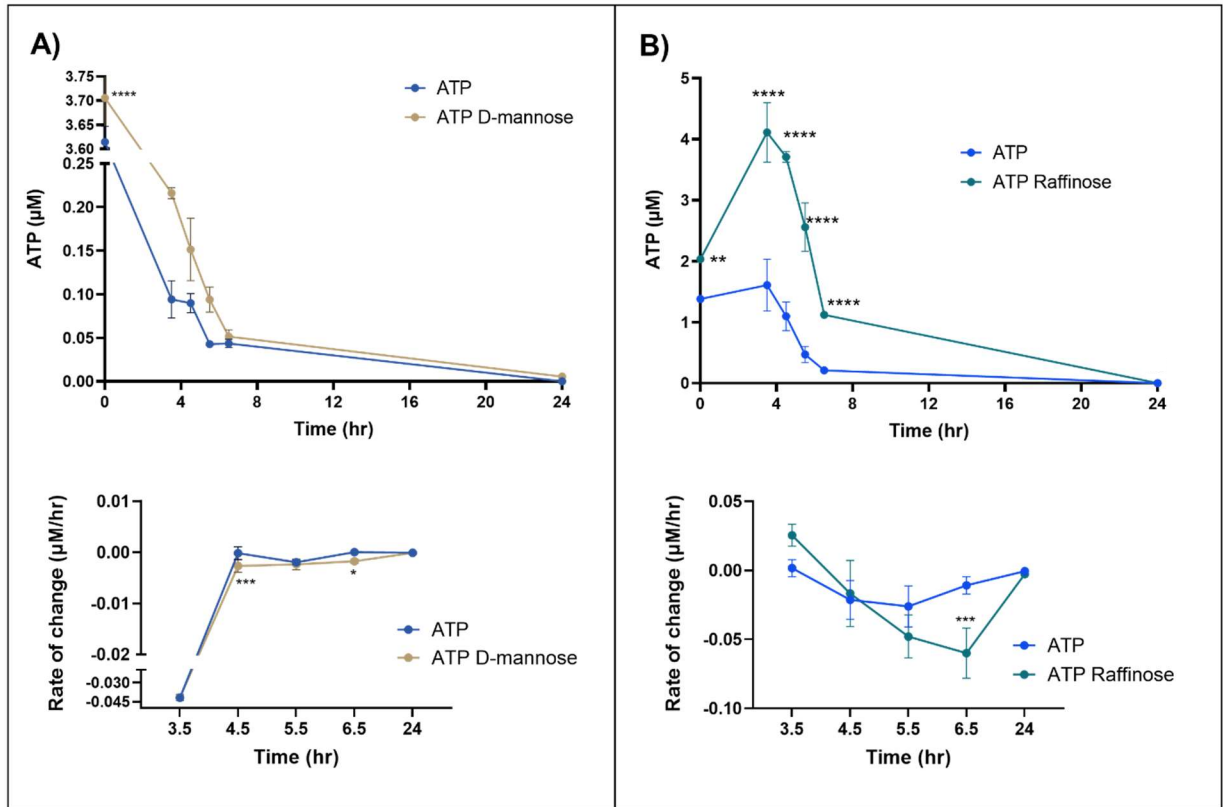 A)
3.75
3.70
3.65
3.60
0.25
0.20
0.15
0.10
0.05
0.00
ATP (µM)
****
ATP
ATP D-mannose
0 4 8 12 16 20 24
Time (hr)
0.01
0.00
-0.01
-0.02
-0.030
-0.045
Rate of change (µM/hr)
***
*
ATP
ATP D-mannose
3.5 4.5 5.5 6.5 24
Time (hr)
B)
5
4
3
2
1
0
ATP (µM)
**
****
****
****
****
ATP
ATP Raffinose
0 4 8 12 16 20 24
Time (hr)
0.05
0.00
-0.05
-0.10
Rate of change (µM/hr)
***
ATP
ATP Raffinose
3.5 4.5 5.5 6.5 24
Time (hr)